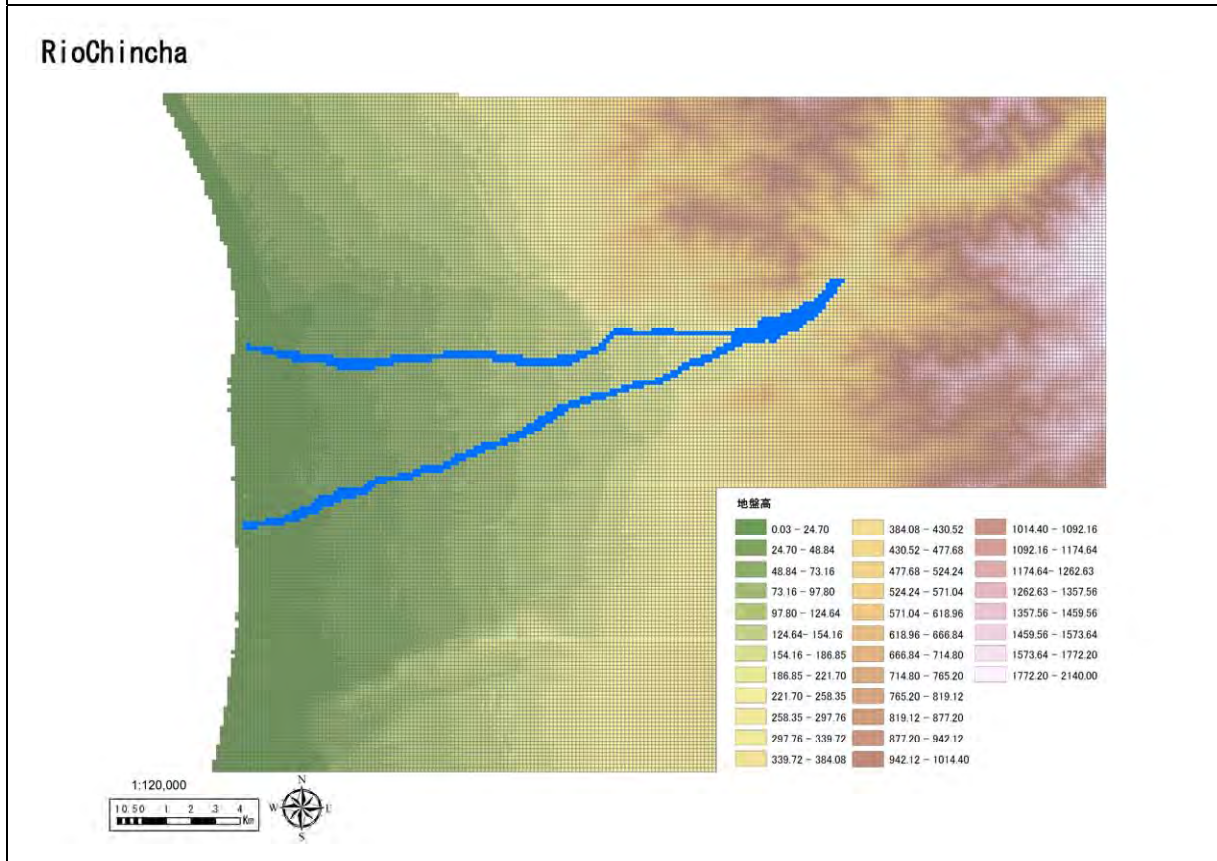 RioChincha
地盤高
0.03 - 24.70
24.70 - 48.84
48.84 - 73.16
73.16 - 97.80
97.80 - 124.64
124.64- 154.16
154.16 - 186.85
186.85 - 221.70
221.70 - 258.35
258.35 - 297.76
297.76 - 339.72
339.72 - 384.08
384.08 - 430.52
430.52 - 477.68
477.68 - 524.24
524.24 - 571.04
571.04 - 618.96
618.96 - 666.84
666.84 - 714.80
714.80 - 765.20
765.20 - 819.12
819.12 - 877.20
877.20 - 942.12
942.12 - 1014.40
1014.40 - 1092.16
1092.16 - 1174.64
1174.64- 1262.63
1262.63 - 1357.56
1357.56 - 1459.56
1459.56 - 1573.64
1573.64 - 1772.20
1772.20 - 2140.00
1:120,000
1 0.5 0 1 2 3 4
Km
N
W E
S